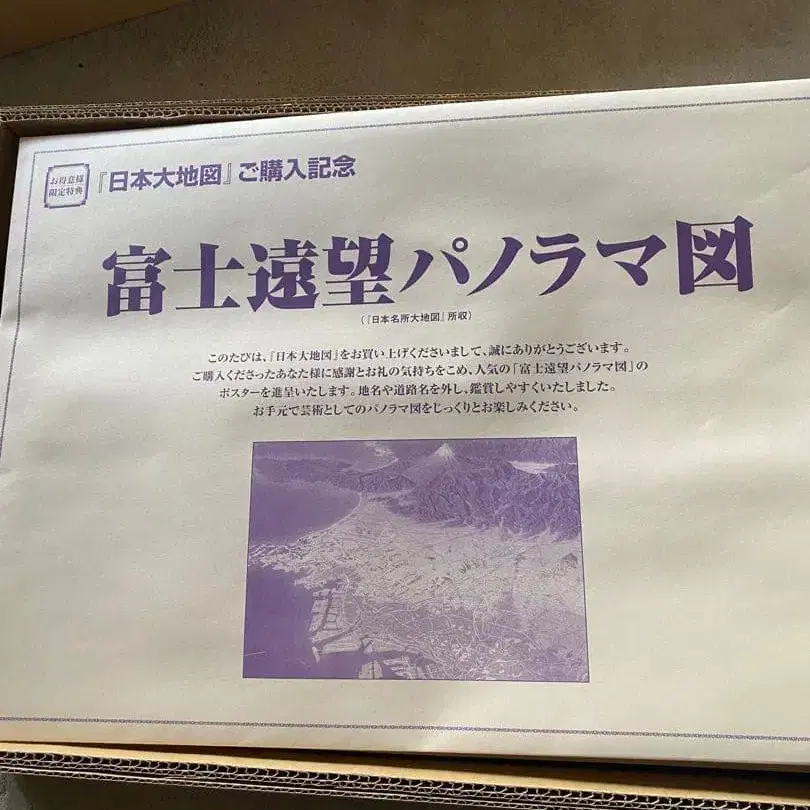 お得意様
限定特典
『日本大地図』ご購入記念
富士遠望パノラマ図
(『日本名所大地図』所収)
このたびは、『日本大地図』をお買い上げくださいまして、誠にありがとうございます。
ご購入くださったあなた様に感謝とお礼の気持ちをこめ、人気の「富士遠望パノラマ図」の
ポスターを進呈いたします。地名や道路名を外し、鑑賞しやすくいたしました。
お手元で芸術としてのパノラマ図をじっくりとお楽しみください。